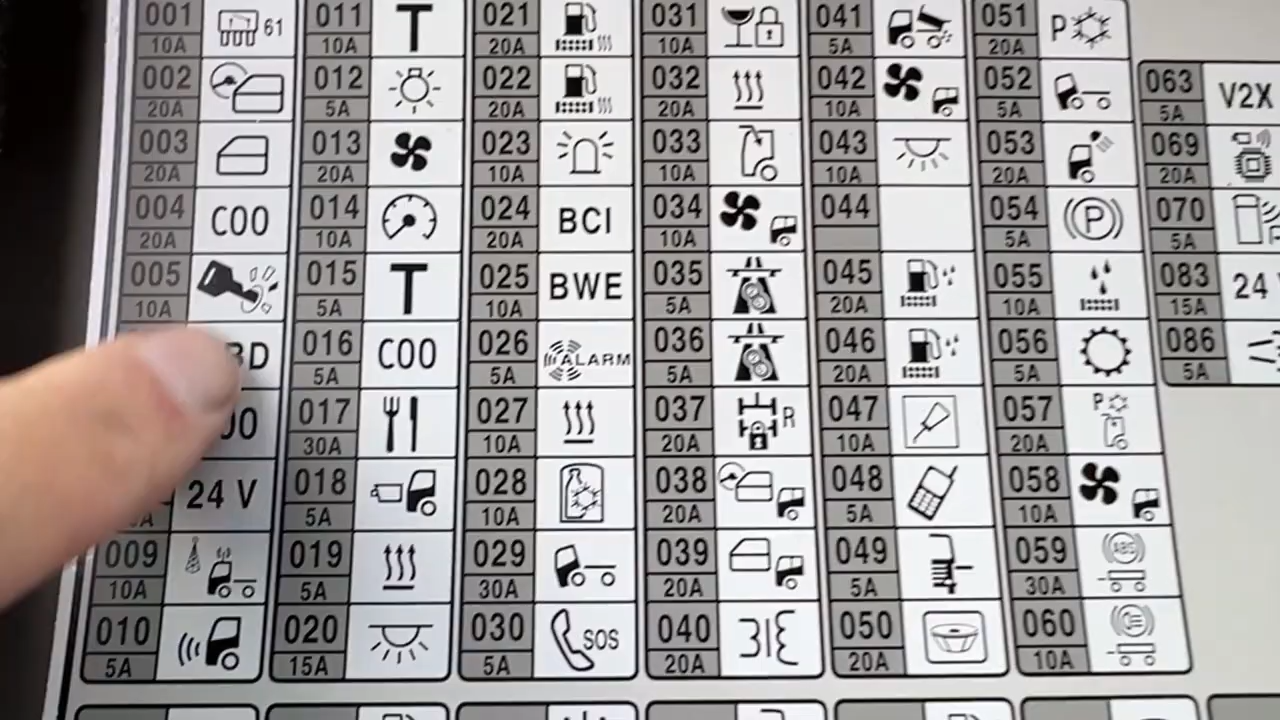 001
10A
61
002
20A
003
20A
004
20A
C00
005
10A
24 V
009
10A
010
5A
011
10A
T
012
5A
013
20A
014
10A
015
5A
T
016
5A
C00
017
30A
018
5A
019
5A
020
15A
021
20A
022
20A
023
10A
024
20A
BCI
025
10A
BWE
026
5A
ALARM
027
10A
028
10A
029
30A
030
5A
SOS
031
10A
032
20A
033
10A
034
10A
035
5A
036
5A
037
20A
R
038
20A
039
20A
040
20A
041
5A
042
10A
043
10A
044
045
20A
046
20A
047
10A
048
5A
049
5A
050
20A
051
20A
P
052
5A
053
20A
054
5A
P
055
10A
056
5A
057
20A
P
058
10A
059
30A
ABS
060
10A
063
5A
V2X
069
20A
070
5A
083
15A
24
086
5A